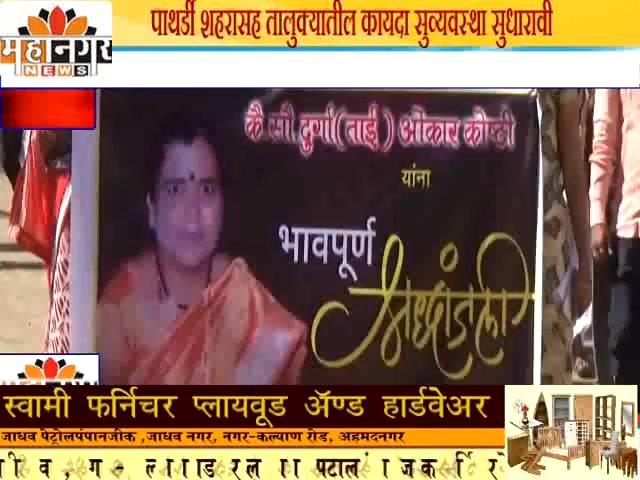 पाथर्डी शहरासह तालुक्यातील कायदा सुव्यवस्था सुधारावी
महानगर
NEWS
कै सौ दुर्गा(ताई) ओंकार कोष्ठी
यांना
भावपूर्ण
श्रध्दांजली
स्वामी फर्निचर प्लायवूड ॲण्ड हार्डवेअर
जाधव पेट्रोलपंपानजीक ,जाधव नगर, नगर-कल्याण रोड, अहमदनगर